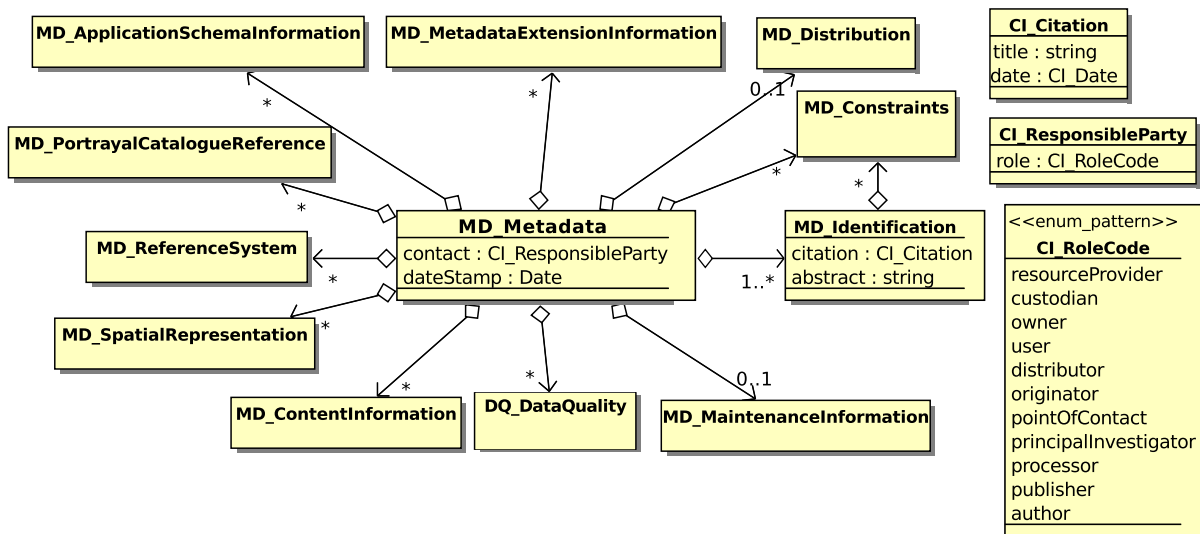 MD_ApplicationSchemaInformation
*
MD_MetadataExtensionInformation
*
MD_Distribution
0..1
MD_Constraints
*
*
CI_Citation
title : string
date : CI_Date
CI_ResponsibleParty
role : CI_RoleCode
MD_PortrayalCatalogueReference
*
MD_ReferenceSystem
*
MD_Metadata
contact : CI_ResponsibleParty
dateStamp : Date
1..*
MD_Identification
citation : CI_Citation
abstract : string
MD_SpatialRepresentation
*
MD_ContentInformation
*
DQ_DataQuality
*
MD_MaintenanceInformation
0..1
<<enum_pattern>>
CI_RoleCode
resourceProvider
custodian
owner
user
distributor
originator
pointOfContact
principalInvestigator
processor
publisher
author